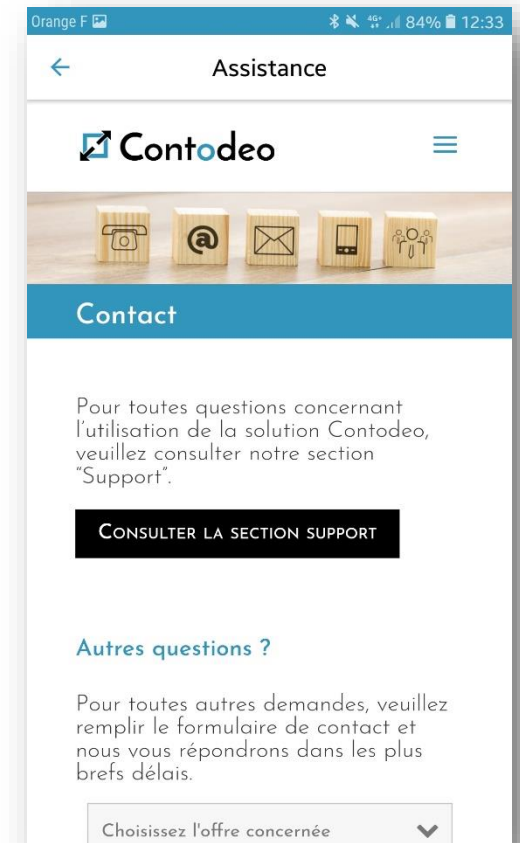 Orange F 4G+ 84% 12:33
Assistance
Contodeo
@
Contact
Pour toutes questions concernant
l'utilisation de la solution Contodeo,
veuillez consulter notre section
"Support".
Consulter la section support
Autres questions ?
Pour toutes autres demandes, veuillez
remplir le formulaire de contact et
nous vous répondrons dans les plus
brefs délais.
Choisissez l'offre concernée